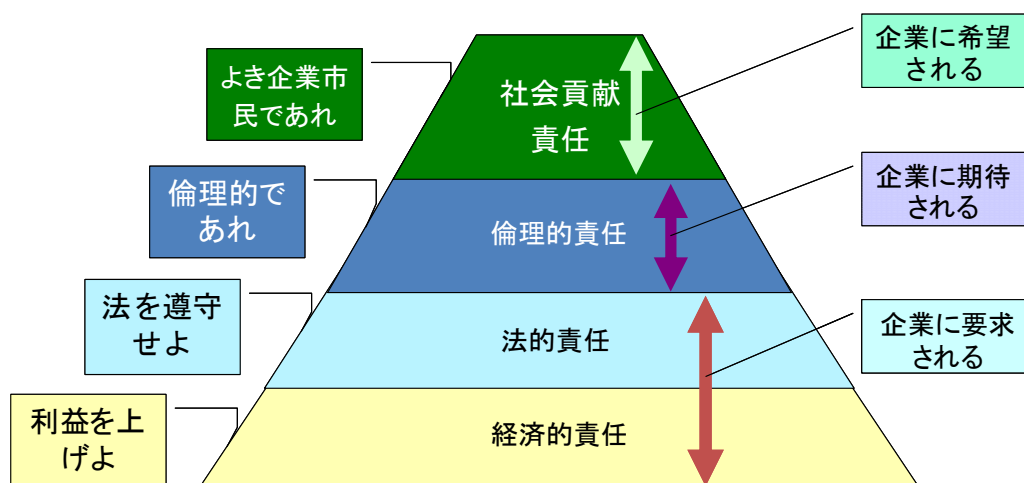 よき企業市
民であれ
社会貢献
責任
企業に希望
される
倫理的で
あれ
倫理的責任
企業に期待
される
法を遵守
せよ
法的責任
企業に要求
される
利益を上
げよ
経済的責任